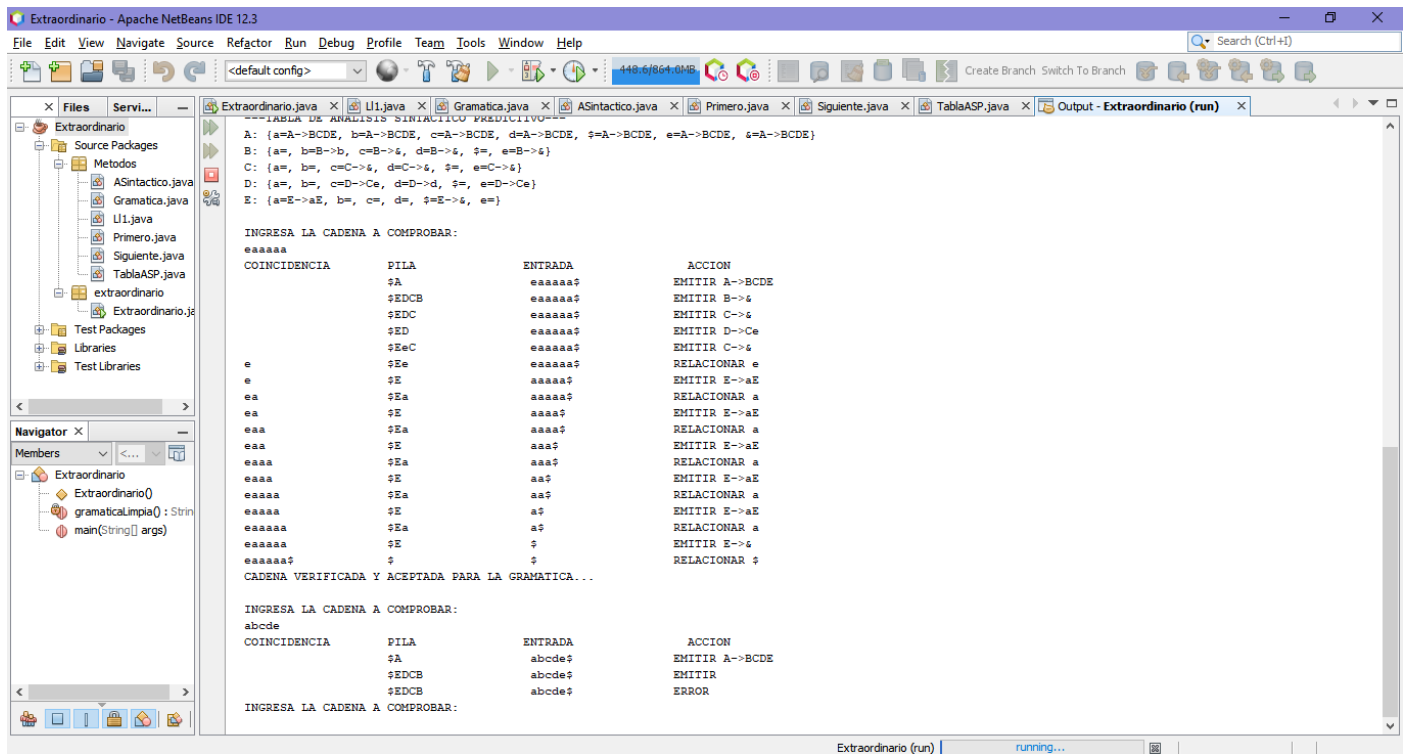 Extraordinario - Apache NetBeans IDE 12.3
File Edit View Navigate Source Refactor Run Debug Profile Team Tools Window Help
Search (Ctrl+I)
<default config>
448.6/864.0MB
Create Branch Switch To Branch
Files Servi...
Extraordinario.java Ll1.java Gramatica.java ASintactico.java Primero.java Siguiente.java TablaASP.java Output - Extraordinario (run)
Extraordinario
Source Packages
Metodos
ASintactico.java
Gramatica.java
Ll1.java
Primero.java
Siguiente.java
TablaASP.java
extraordinario
Extraordinario.ja
Test Packages
Libraries
Test Libraries
Navigator
Members <...
Extraordinario
Extraordinario()
gramaticaLimpia() : Strin
main(String[] args)
---TABLA DE ANALISIS SINTACTICO PREDICTIVO---
A: {a=A->BCDE, b=A->BCDE, c=A->BCDE, d=A->BCDE, $=A->BCDE, e=A->BCDE, &=A->BCDE}
B: {a=, b=B->b, c=B->&, d=B->&, $=, e=B->&}
C: {a=, b=, c=C->&, d=C->&, $=, e=C->&}
D: {a=, b=, c=D->Ce, d=D->d, $=, e=D->Ce}
E: {a=E->aE, b=, c=, d=, $=E->&, e=}
INGRESA LA CADENA A COMPROBAR:
eaaaaa
COINCIDENCIA PILA ENTRADA ACCION
$A eaaaaa$ EMITIR A->BCDE
$EDCB eaaaaa$ EMITIR B->&
$EDC eaaaaa$ EMITIR C->&
$ED eaaaaa$ EMITIR D->Ce
$EeC eaaaaa$ EMITIR C->&
e $Ee eaaaaa$ RELACIONAR e
e $E aaaaa$ EMITIR E->aE
ea $Ea aaaaa$ RELACIONAR a
ea $E aaaa$ EMITIR E->aE
eaa $Ea aaaa$ RELACIONAR a
eaa $E aaa$ EMITIR E->aE
eaaa $Ea aaa$ RELACIONAR a
eaaa $E aa$ EMITIR E->aE
eaaaa $Ea aa$ RELACIONAR a
eaaaa $E a$ EMITIR E->aE
eaaaaa $Ea a$ RELACIONAR a
eaaaaa $E $ EMITIR E->&
eaaaaa$ $ $ RELACIONAR $
CADENA VERIFICADA Y ACEPTADA PARA LA GRAMATICA...
INGRESA LA CADENA A COMPROBAR:
abcde
COINCIDENCIA PILA ENTRADA ACCION
$A abcde$ EMITIR A->BCDE
$EDCB abcde$ EMITIR
$EDCB abcde$ ERROR
INGRESA LA CADENA A COMPROBAR:
Extraordinario (run) running...